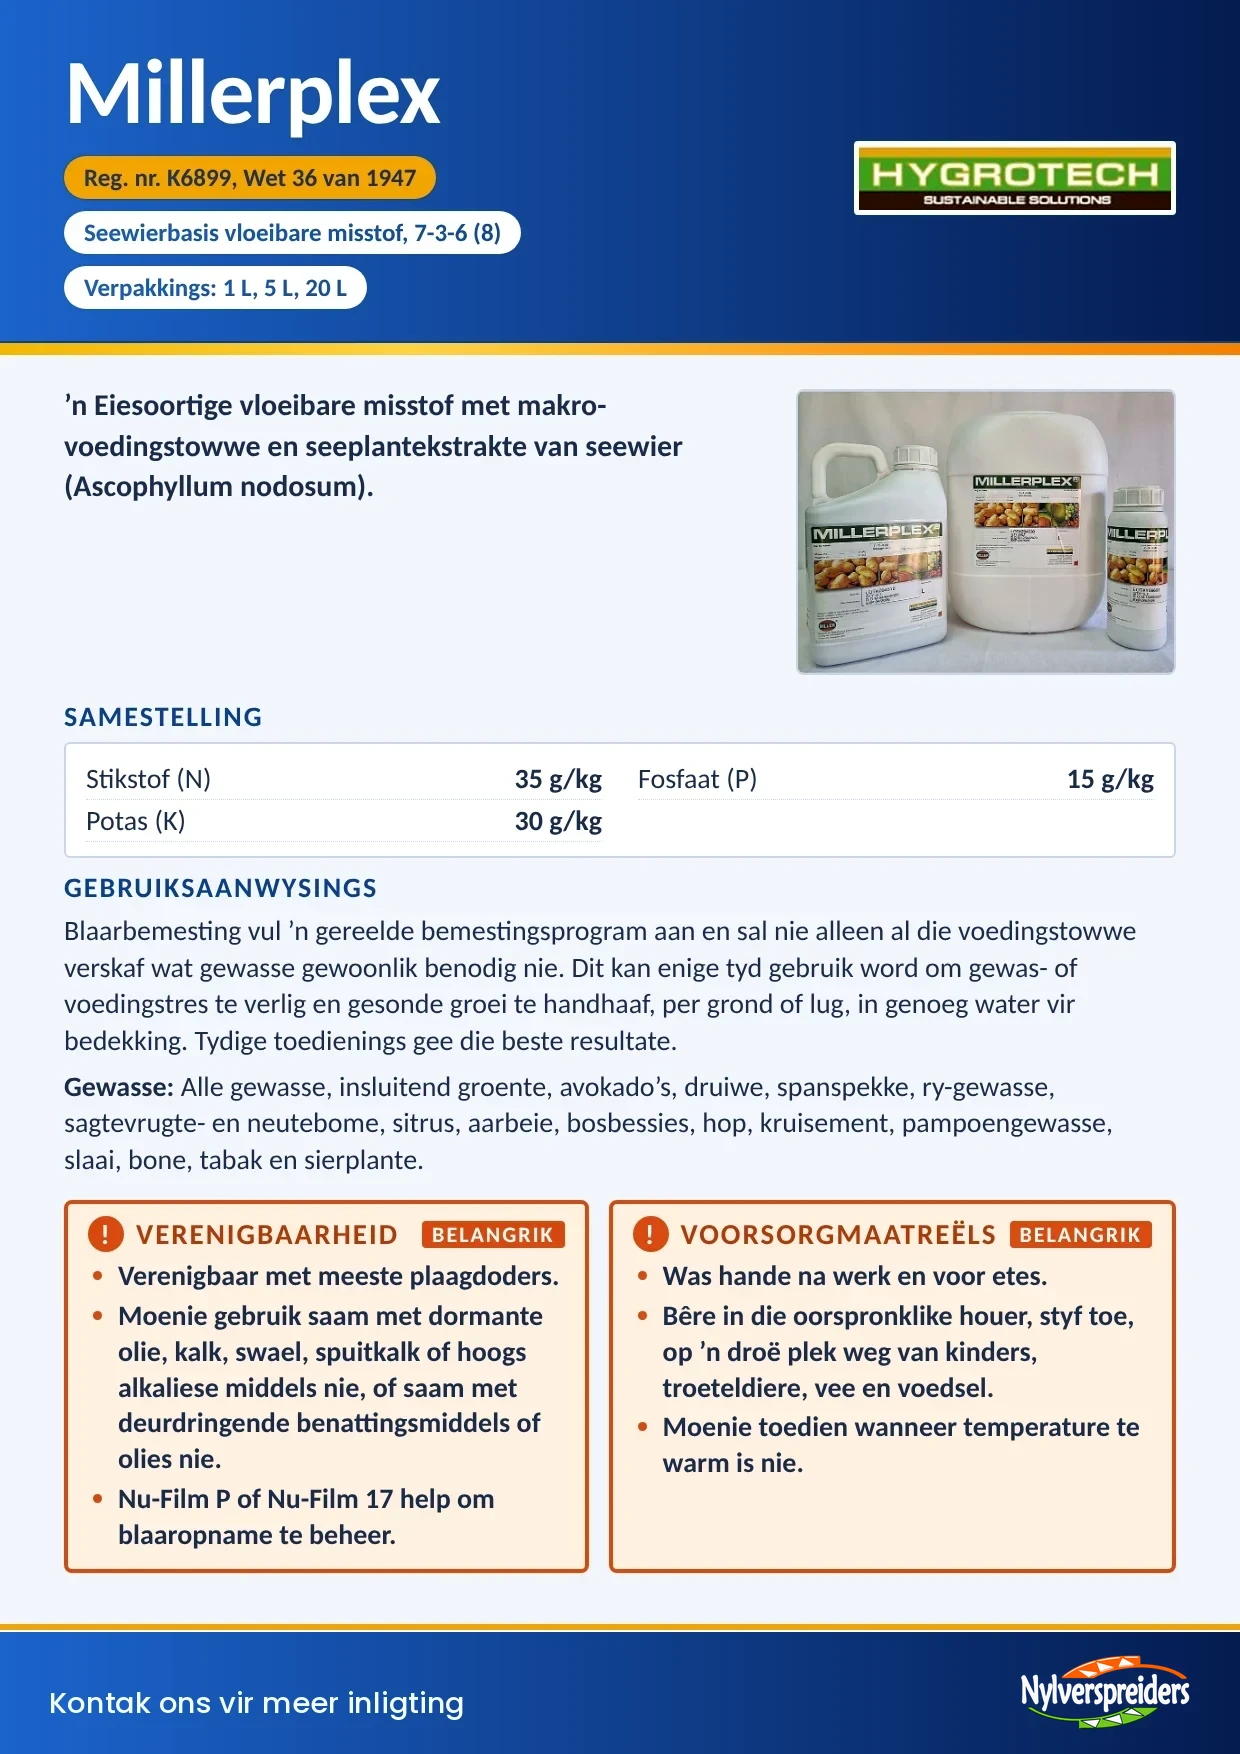 Millerplex
Reg. nr. K6899, Wet 36 van 1947
Seewierbasis vloeibare misstof, 7-3-6 (8)
Verpakkings: 1 L, 5 L, 20 L
HYGROTECH
SUSTAINABLE SOLUTIONS
’n Eiesoortige vloeibare misstof met makro-
voedingstowwe en seeplantekstrakte van seewier
(Ascophyllum nodosum).
MILLERPLEX
MILLERPLEX
MILLERPL
SAMESTELLING
Stikstof (N) 35 g/kg Fosfaat (P) 15 g/kg
Potas (K) 30 g/kg
GEBRUIKSAANWYSINGS
Blaarbemesting vul ’n gereelde bemestingsprogram aan en sal nie alleen al die voedingstowwe
verskaf wat gewasse gewoonlik benodig nie. Dit kan enige tyd gebruik word om gewas- of
voedingstres te verlig en gesonde groei te handhaaf, per grond of lug, in genoeg water vir
bedekking. Tydige toedienings gee die beste resultate.
Gewasse: Alle gewasse, insluitend groente, avokado’s, druiwe, spanspekke, ry-gewasse,
sagtevrugte- en neutebome, sitrus, aarbeie, bosbessies, hop, kruisement, pampoengewasse,
slaai, bone, tabak en sierplante.
! VERENIGBAARHEID BELANGRIK
• Verenigbaar met meeste plaagdoders.
• Moenie gebruik saam met dormante
olie, kalk, swael, spuitkalk of hoogs
alkaliese middels nie, of saam met
deurdringende benattingsmiddels of
olies nie.
• Nu-Film P of Nu-Film 17 help om
blaaropname te beheer.
! VOORSORGMAATREËLS BELANGRIK
• Was hande na werk en voor etes.
• Bêre in die oorspronklike houer, styf toe,
op ’n droë plek weg van kinders,
troeteldiere, vee en voedsel.
• Moenie toedien wanneer temperature te
warm is nie.
Kontak ons vir meer inligting
Nylverspreiders